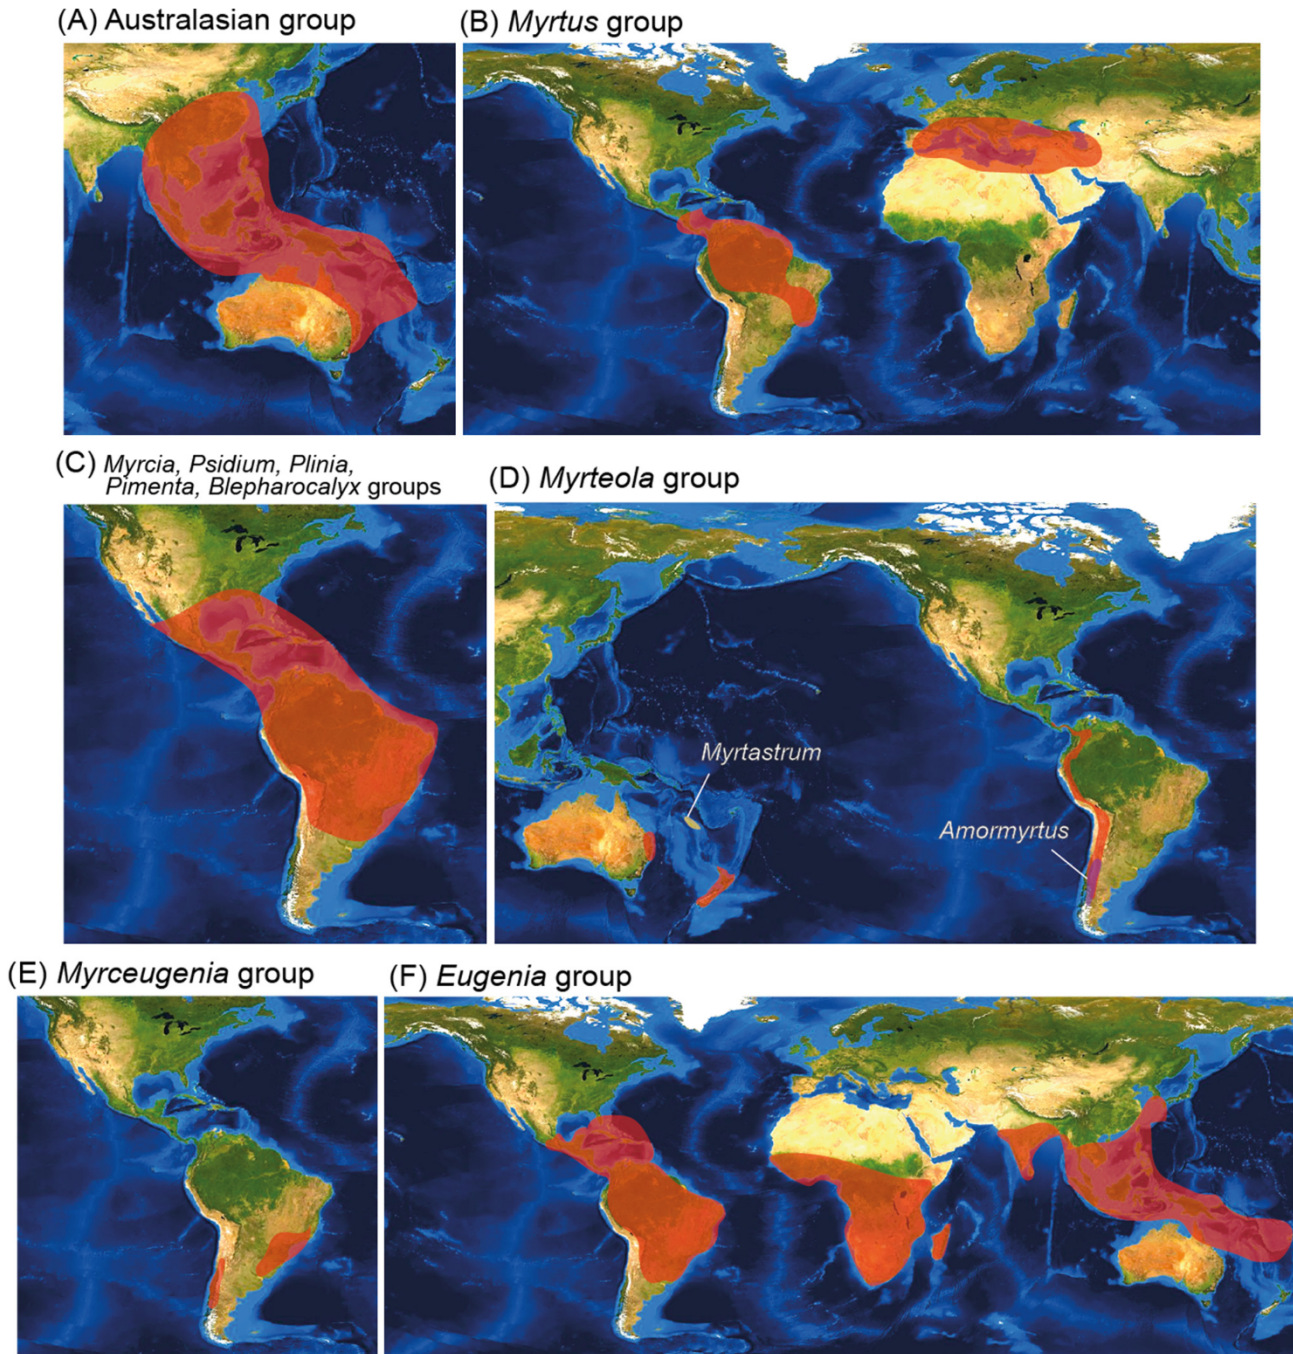 (A) Australasian group
(B) Myrtus group
(C) Myrcia, Psidium, Plinia,
Pimenta, Blepharocalyx groups
(D) Myrteola group
Myrtastrum
Amormyrtus
(E) Myrceugenia group
(F) Eugenia group